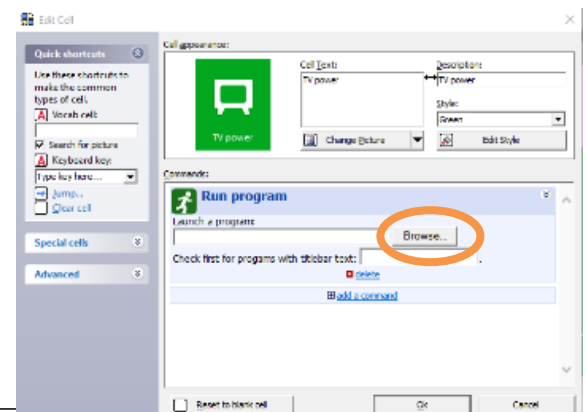 Edit Cell
Quick shortcuts
Use these shortcuts to
make the common
types of cell.
Vocab cell:
Search for picture
Keyboard key:
Type key here...
Jump...
Clear cell
Special cells
Advanced
Cell appearance:
TV power
Cell Text:
TV power
Change Picture
Description:
TV power
Style:
Green
Edit Style
Commands:
Run program
Launch a program:
Browse...
Check first for progams with titlebar text:
.
delete
add a command
Reset to blank cell
Ok
Cancel